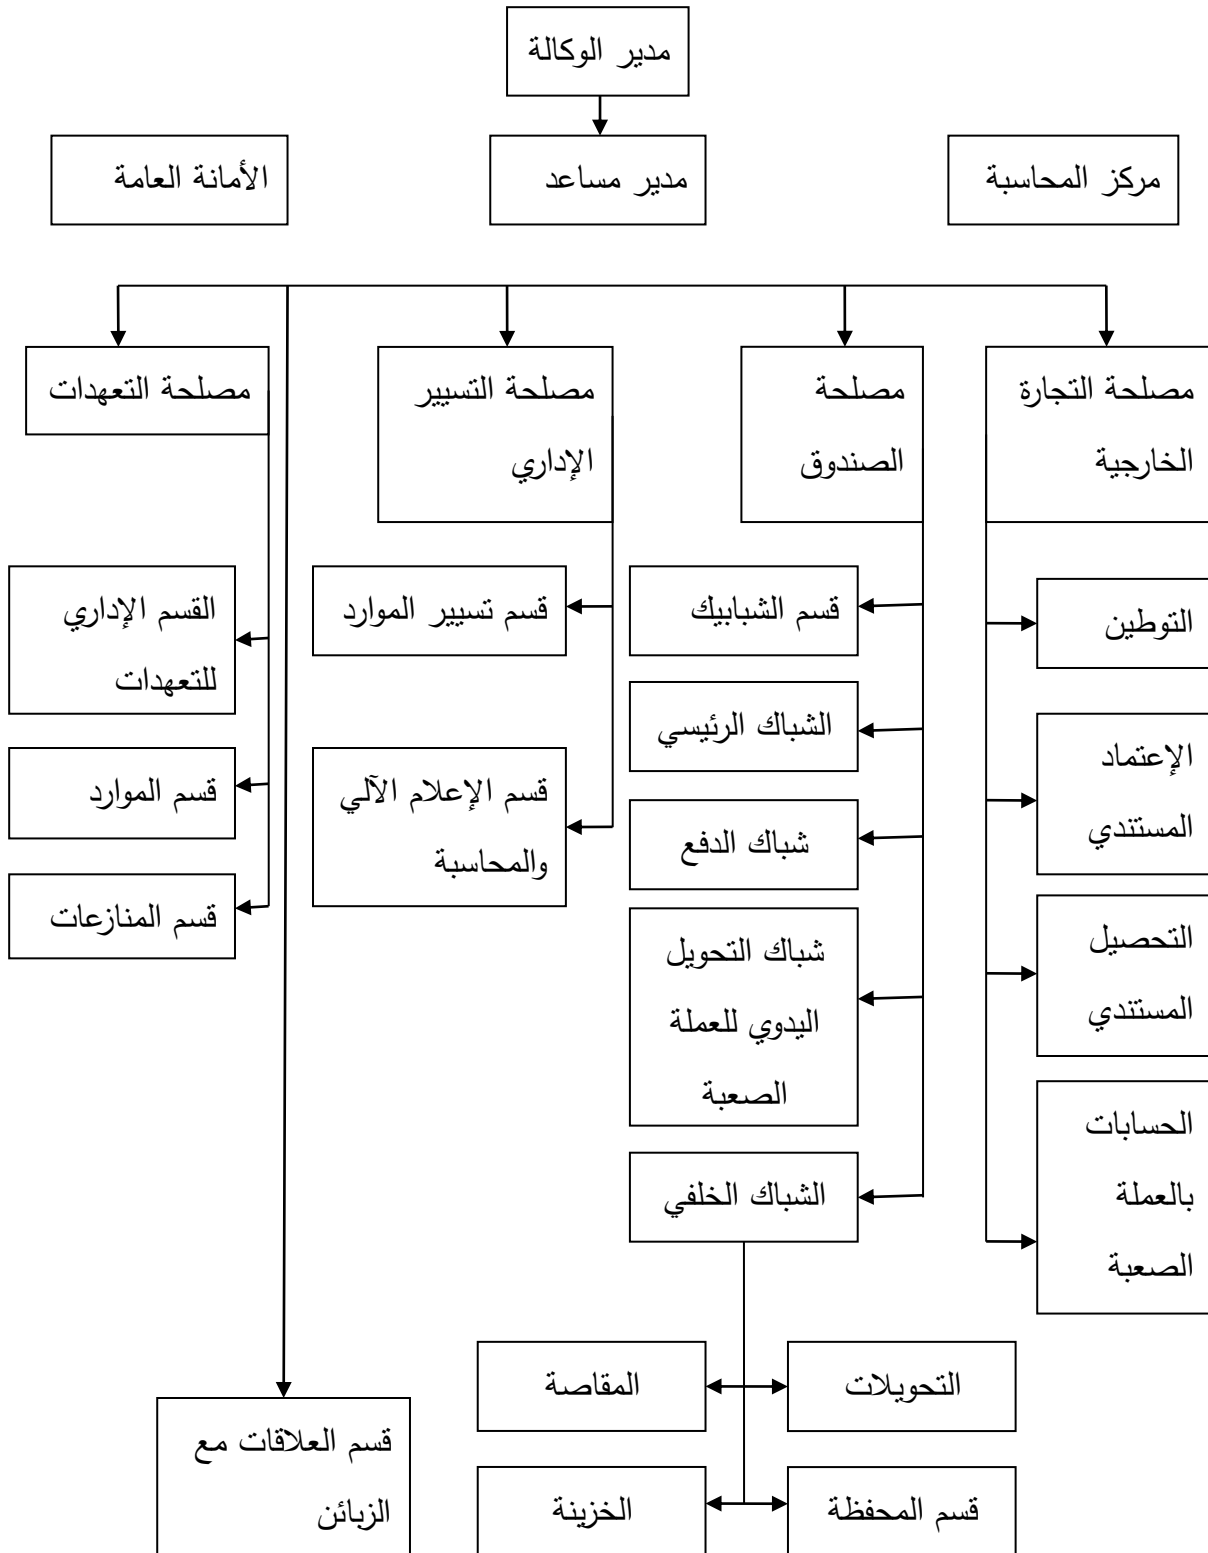 مدير الوكالة
مركز المحاسبة
مدير مساعد
الأمانة العامة
مصلحة التجارة
الخارجية
مصلحة
الصندوق
مصلحة التسيير
الإداري
مصلحة التعهدات
التوطين
الإعتماد
المستندي
التحصيل
المستندي
الحسابات
بالعملة
الصعبة
قسم الشبابيك
الشباك الرئيسي
شباك الدفع
شباك التحويل
اليدوي للعملة
الصعبة
الشباك الخلفي
قسم تسيير الموارد
قسم الإعلام الآلي
والمحاسبة
القسم الإداري
للتعهدات
قسم الموارد
قسم المنازعات
التحويلات
المقاصة
قسم المحفظة
الخزينة
قسم العلاقات مع
الزبائن